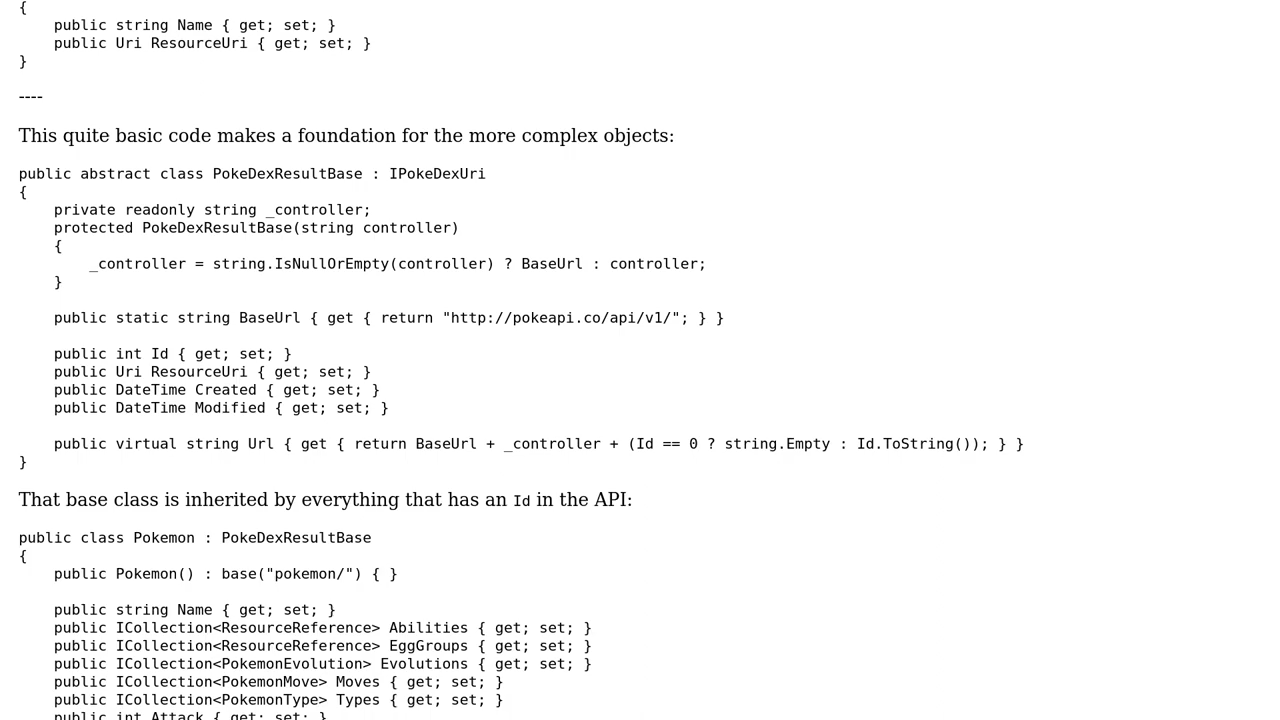 {
    public string Name { get; set; }
    public Uri ResourceUri { get; set; }
}
----
This quite basic code makes a foundation for the more complex objects:
public abstract class PokeDexResultBase : IPokeDexUri
{
    private readonly string _controller;
    protected PokeDexResultBase(string controller)
    {
        _controller = string.IsNullOrEmpty(controller) ? BaseUrl : controller;
    }
    public static string BaseUrl { get { return "http://pokeapi.co/api/v1/"; } }
    public int Id { get; set; }
    public Uri ResourceUri { get; set; }
    public DateTime Created { get; set; }
    public DateTime Modified { get; set; }
    public virtual string Url { get { return BaseUrl + _controller + (Id == 0 ? string.Empty : Id.ToString()); } }
}
That base class is inherited by everything that has an Id in the API:
public class Pokemon : PokeDexResultBase
{
    public Pokemon() : base("pokemon/") { }
    public string Name { get; set; }
    public ICollection<ResourceReference> Abilities { get; set; }
    public ICollection<ResourceReference> EggGroups { get; set; }
    public ICollection<PokemonEvolution> Evolutions { get; set; }
    public ICollection<PokemonMove> Moves { get; set; }
    public ICollection<PokemonType> Types { get; set; }
    public int Attack { get; set; }